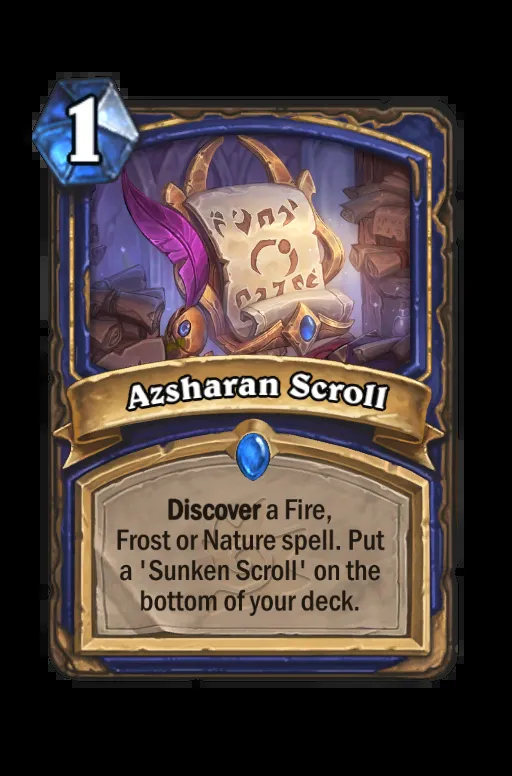 1
Azsharan Scroll
Discover a Fire,
Frost or Nature spell. Put
a 'Sunken Scroll' on the
bottom of your deck.